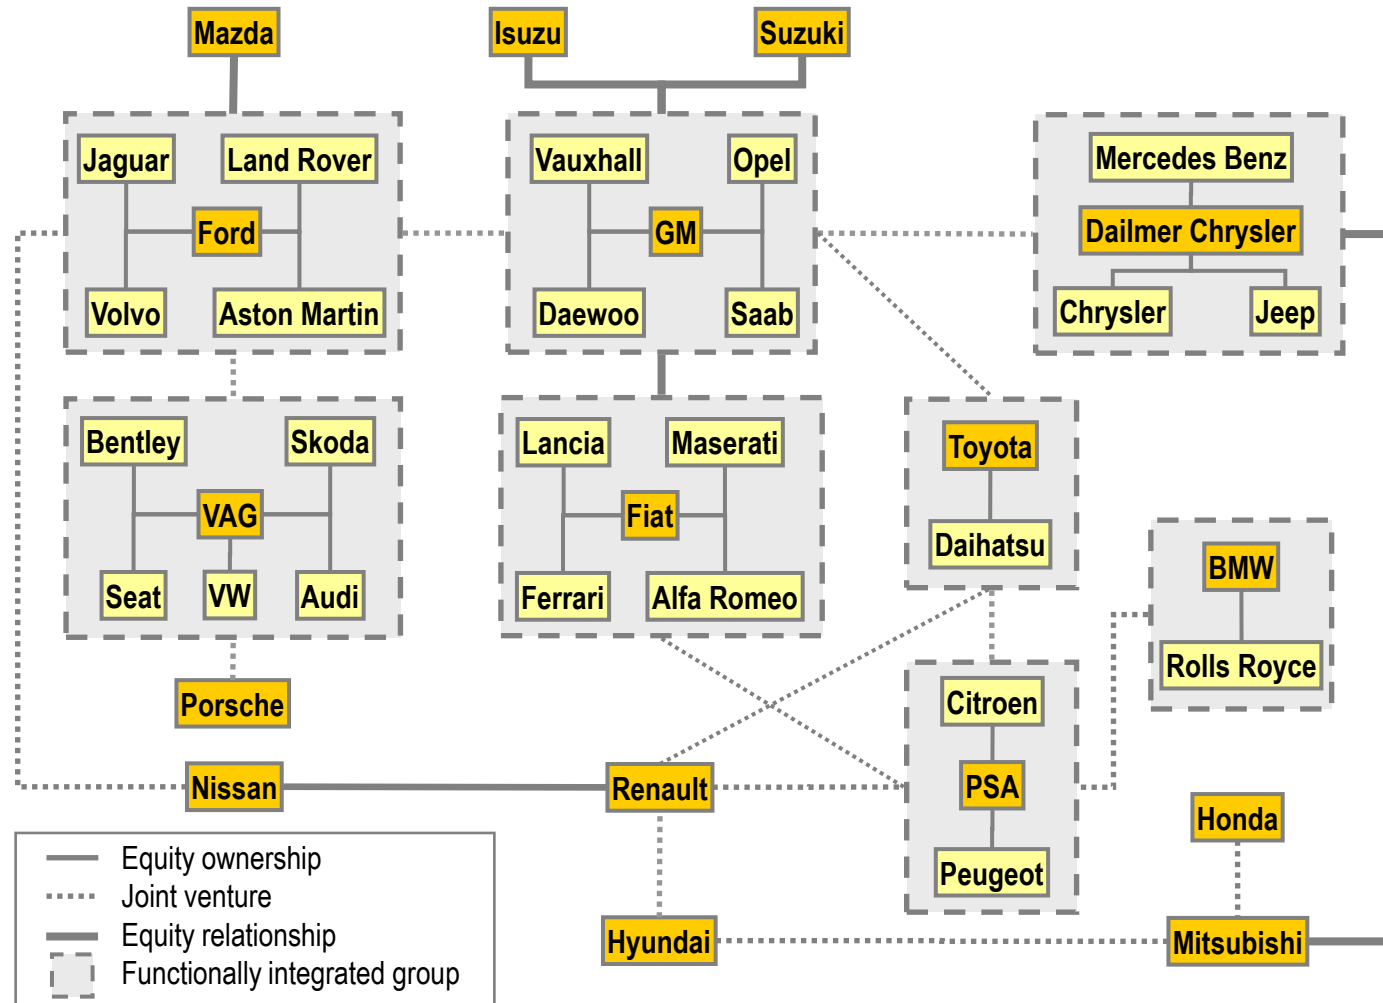 Mazda
Isuzu
Suzuki
Jaguar
Land Rover
Ford
Volvo
Aston Martin
Vauxhall
Opel
GM
Daewoo
Saab
Mercedes Benz
Dailmer Chrysler
Chrysler
Jeep
Bentley
Skoda
VAG
Seat
VW
Audi
Lancia
Maserati
Fiat
Ferrari
Alfa Romeo
Toyota
Daihatsu
BMW
Rolls Royce
Porsche
Citroen
PSA
Peugeot
Nissan
Renault
Honda
Hyundai
Mitsubishi
Equity ownership
Joint venture
Equity relationship
Functionally integrated group